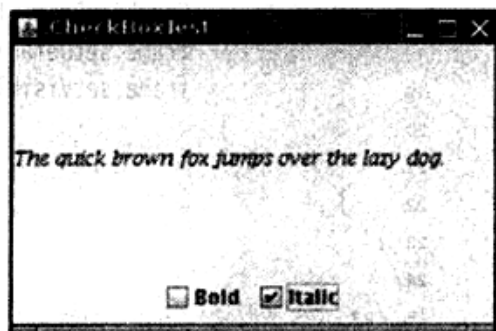 CheckBoxTest
The quick brown fox jumps over the lazy dog.
Bold Italic